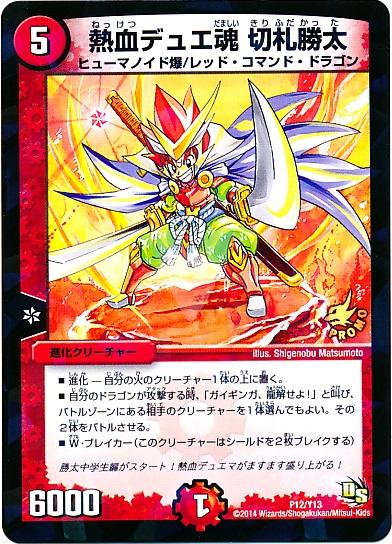 5
ねっけつ だましい きりふだかった
熱血デュエ魂 切札勝太
ヒューマノイド爆/レッド・コマンド・ドラゴン
PROMO
illus. Shigenobu Matsumoto
進化クリーチャー
■ 進化―自分の火のクリーチャー1体の上に置く。
■ 自分のドラゴンが攻撃する時、「ガイギンガ、龍解せよ!」と叫び、
バトルゾーンにある相手のクリーチャーを1体選んでもよい。その
2体をバトルさせる。
■ W・ブレイカー(このクリーチャーはシールドを2枚ブレイクする)
勝太中学生編がスタート!熱血デュエマがますます盛り上がる!
DS
6000
1
P12/Y13
©2014 Wizards/Shogakukan/Mitsui-Kids